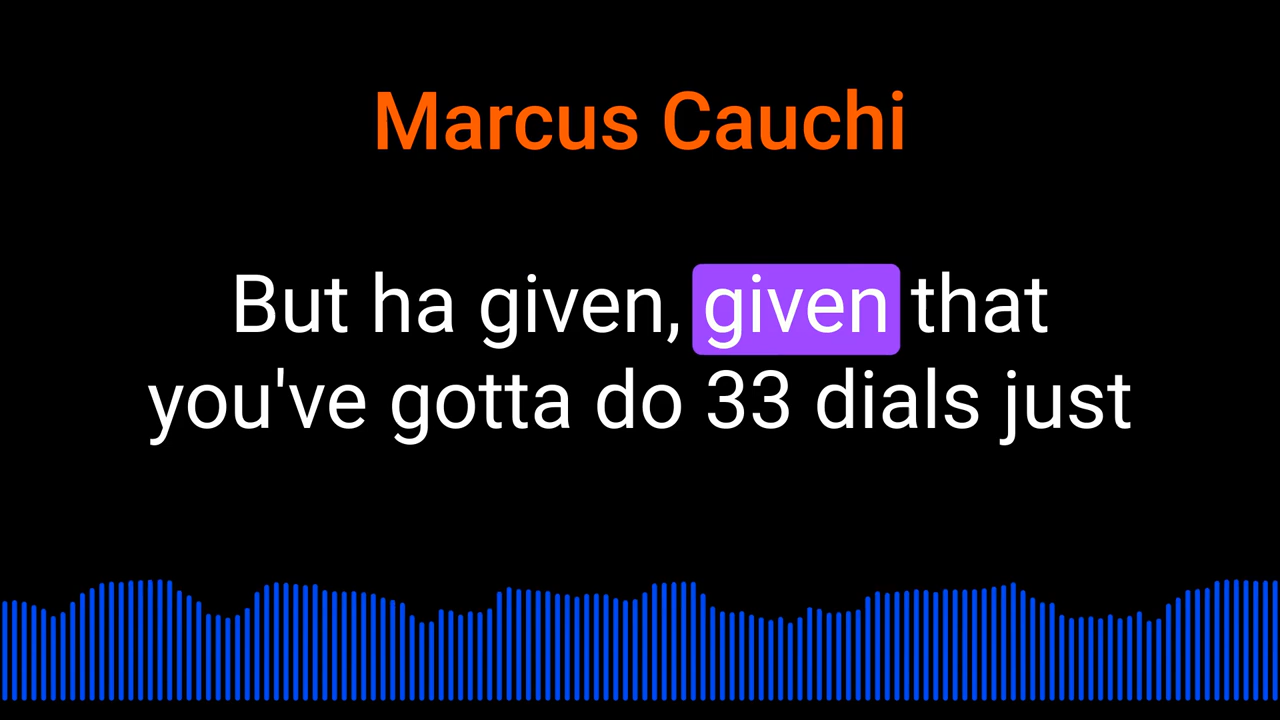 Marcus Cauchi
But ha given, given that
you've gotta do 33 dials just